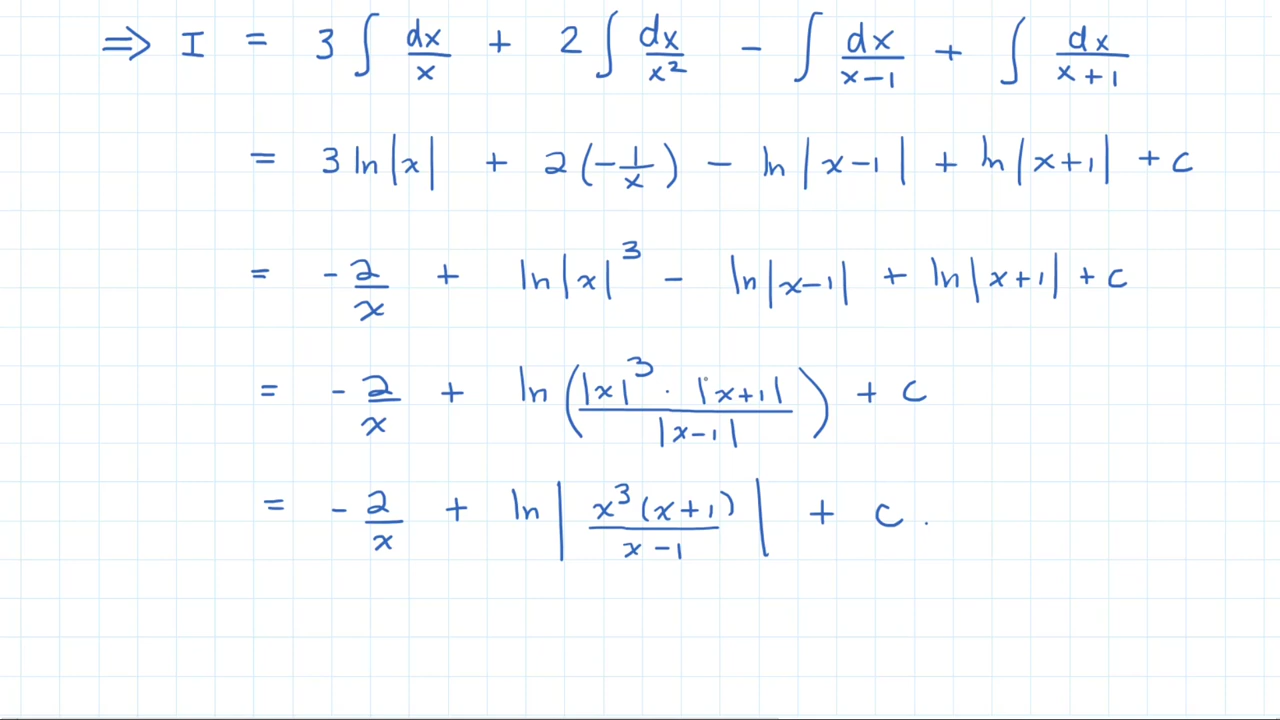 ⇒ I = 3∫ dx/x + 2∫ dx/x² − ∫ dx/(x−1) + ∫ dx/(x+1)
= 3 ln|x| + 2(−1/x) − ln|x−1| + ln|x+1| + c
= −2/x + ln|x|³ − ln|x−1| + ln|x+1| + c
= −2/x + ln(|x|³ · |x+1| / |x−1|) + c
= −2/x + ln|x³(x+1)/(x−1)| + c.